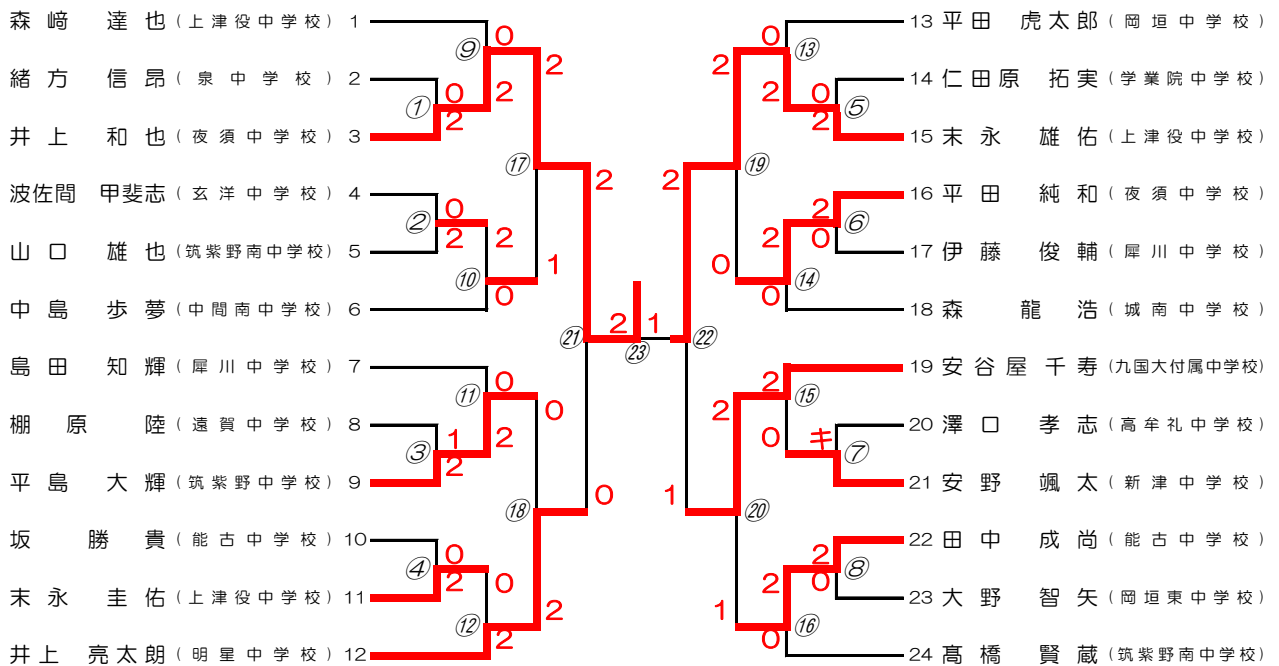 森﨑 達也(上津役中学校) 1
緒方 信昂(泉中学校) 2
井上 和也(夜須中学校) 3
波佐間 甲斐志(玄洋中学校) 4
山口 雄也(筑紫野南中学校) 5
中島 歩夢(中間南中学校) 6
島田 知輝(犀川中学校) 7
棚原 陸(遠賀中学校) 8
平島 大輝(筑紫野中学校) 9
坂 勝貴(能古中学校) 10
末永 圭佑(上津役中学校) 11
井上 亮太朗(明星中学校) 12
⑨ 0 2
① 0 2 2
⑰ 2
② 0 2 2
⑩ 0 1
㉑ 2
⑪ 0 0
③ 1 2 2
⑱ 0
④ 0 2 0
⑫ 2 2
㉓ 1
2 0 ⑬
2 0 2 ⑤
2 ⑲
2 0 2 ⑥
0 0 ⑭
㉒
2 2 ⑮
0 キ ⑦
1 ⑳
2 2 0 ⑧
1 0 ⑯
13 平田 虎太郎(岡垣中学校)
14 仁田原 拓実(学業院中学校)
15 末永 雄佑(上津役中学校)
16 平田 純和(夜須中学校)
17 伊藤 俊輔(犀川中学校)
18 森 龍浩(城南中学校)
19 安谷屋 千寿(九国大付属中学校)
20 澤口 孝志(高牟礼中学校)
21 安野 颯太(新津中学校)
22 田中 成尚(能古中学校)
23 大野 智矢(岡垣東中学校)
24 髙橋 賢蔵(筑紫野南中学校)